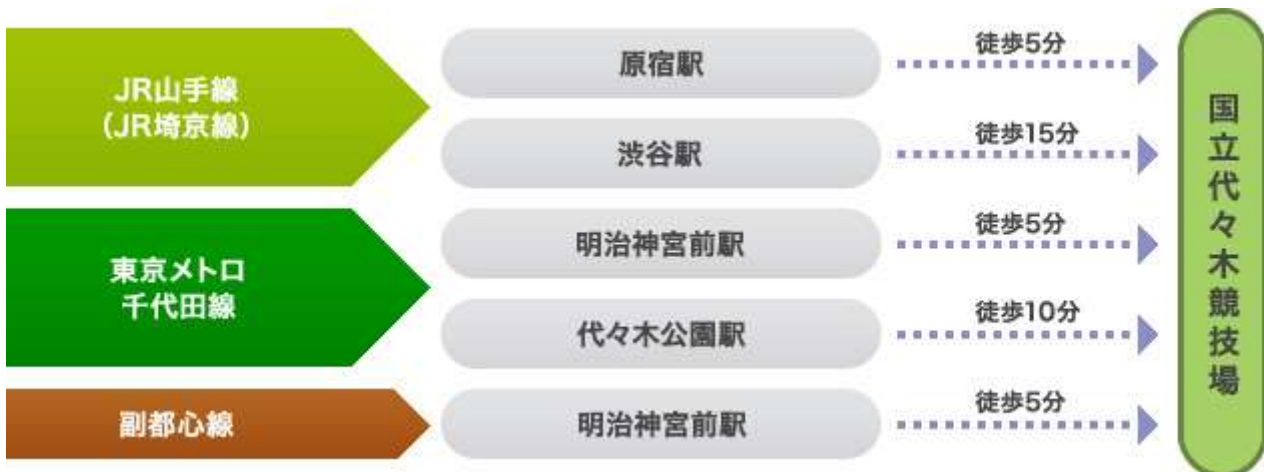 JR山手線
（JR埼京線）
原宿駅
徒歩5分
渋谷駅
徒歩15分
東京メトロ
千代田線
明治神宮前駅
徒歩5分
代々木公園駅
徒歩10分
副都心線
明治神宮前駅
徒歩5分
国立代々木競技場